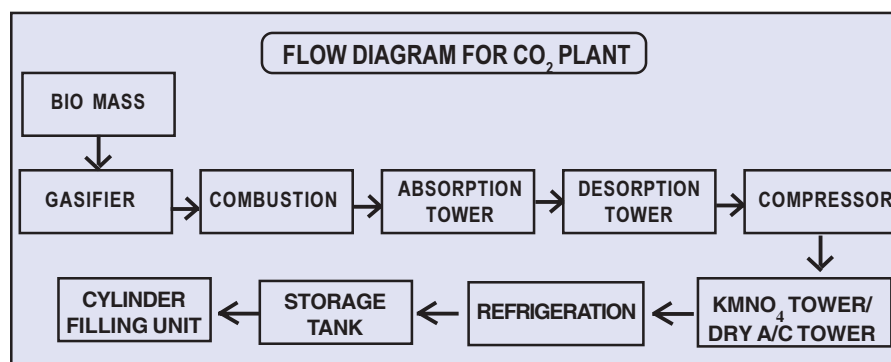 FLOW DIAGRAM FOR CO₂ PLANT
BIO MASS
GASIFIER
COMBUSTION
ABSORPTION
TOWER
DESORPTION
TOWER
COMPRESSOR
KMNO₄ TOWER/
DRY A/C TOWER
REFRIGERATION
STORAGE
TANK
CYLINDER
FILLING UNIT